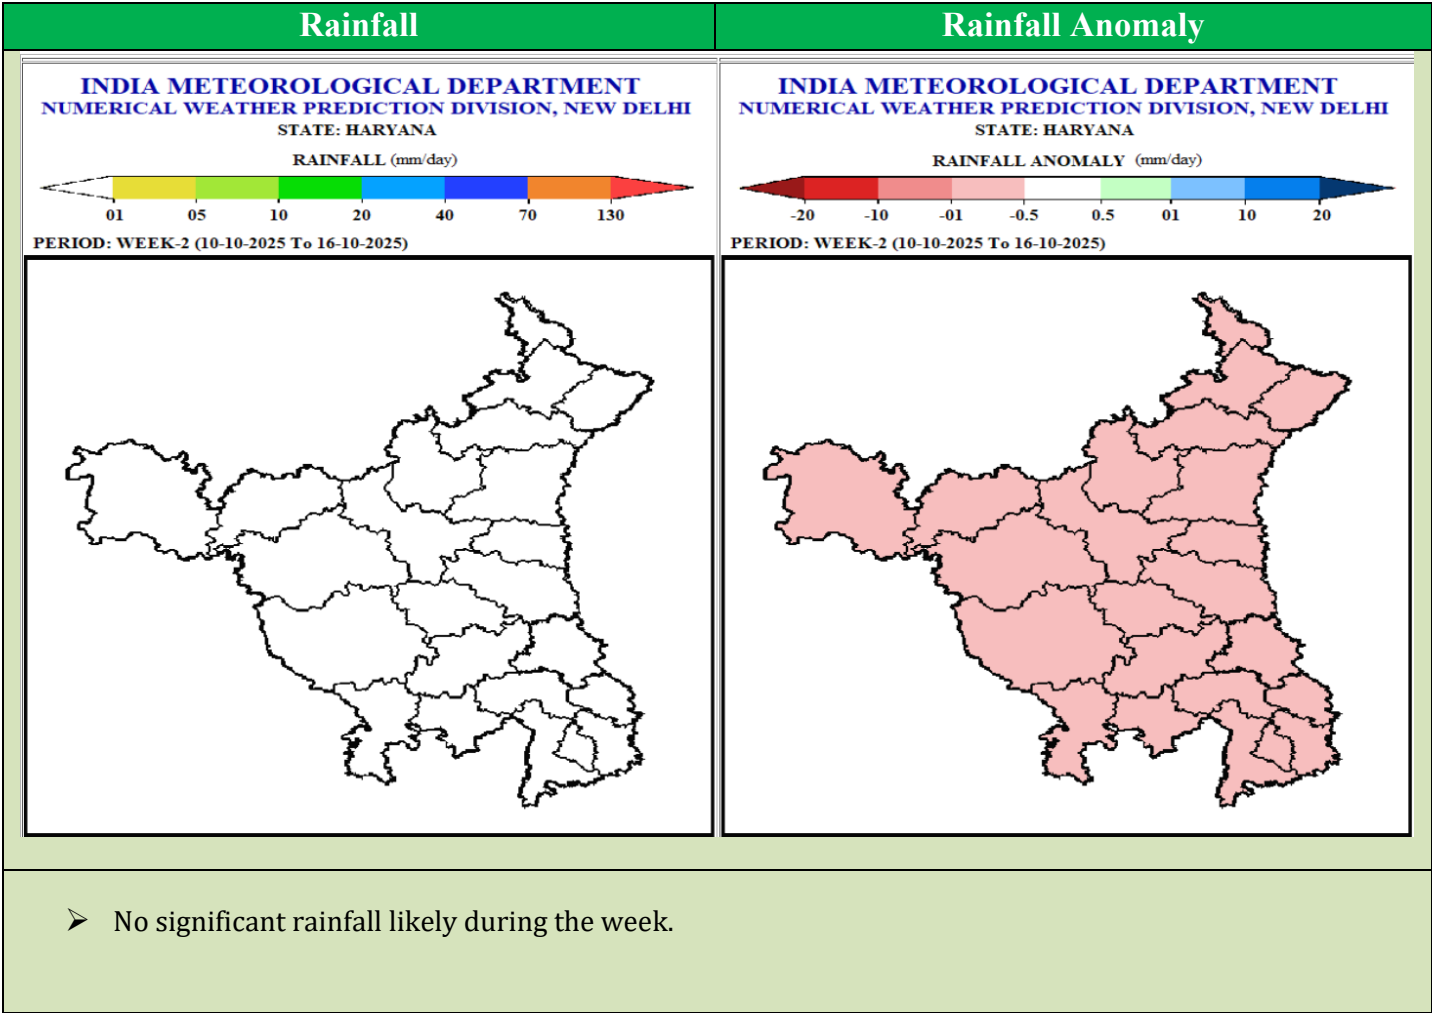 Rainfall
Rainfall Anomaly
INDIA METEOROLOGICAL DEPARTMENT
NUMERICAL WEATHER PREDICTION DIVISION, NEW DELHI
STATE: HARYANA
RAINFALL (mm/day)
01 05 10 20 40 70 130
PERIOD: WEEK-2 (10-10-2025 To 16-10-2025)
INDIA METEOROLOGICAL DEPARTMENT
NUMERICAL WEATHER PREDICTION DIVISION, NEW DELHI
STATE: HARYANA
RAINFALL ANOMALY (mm/day)
-20 -10 -01 -0.5 0.5 01 10 20
PERIOD: WEEK-2 (10-10-2025 To 16-10-2025)
➢ No significant rainfall likely during the week.